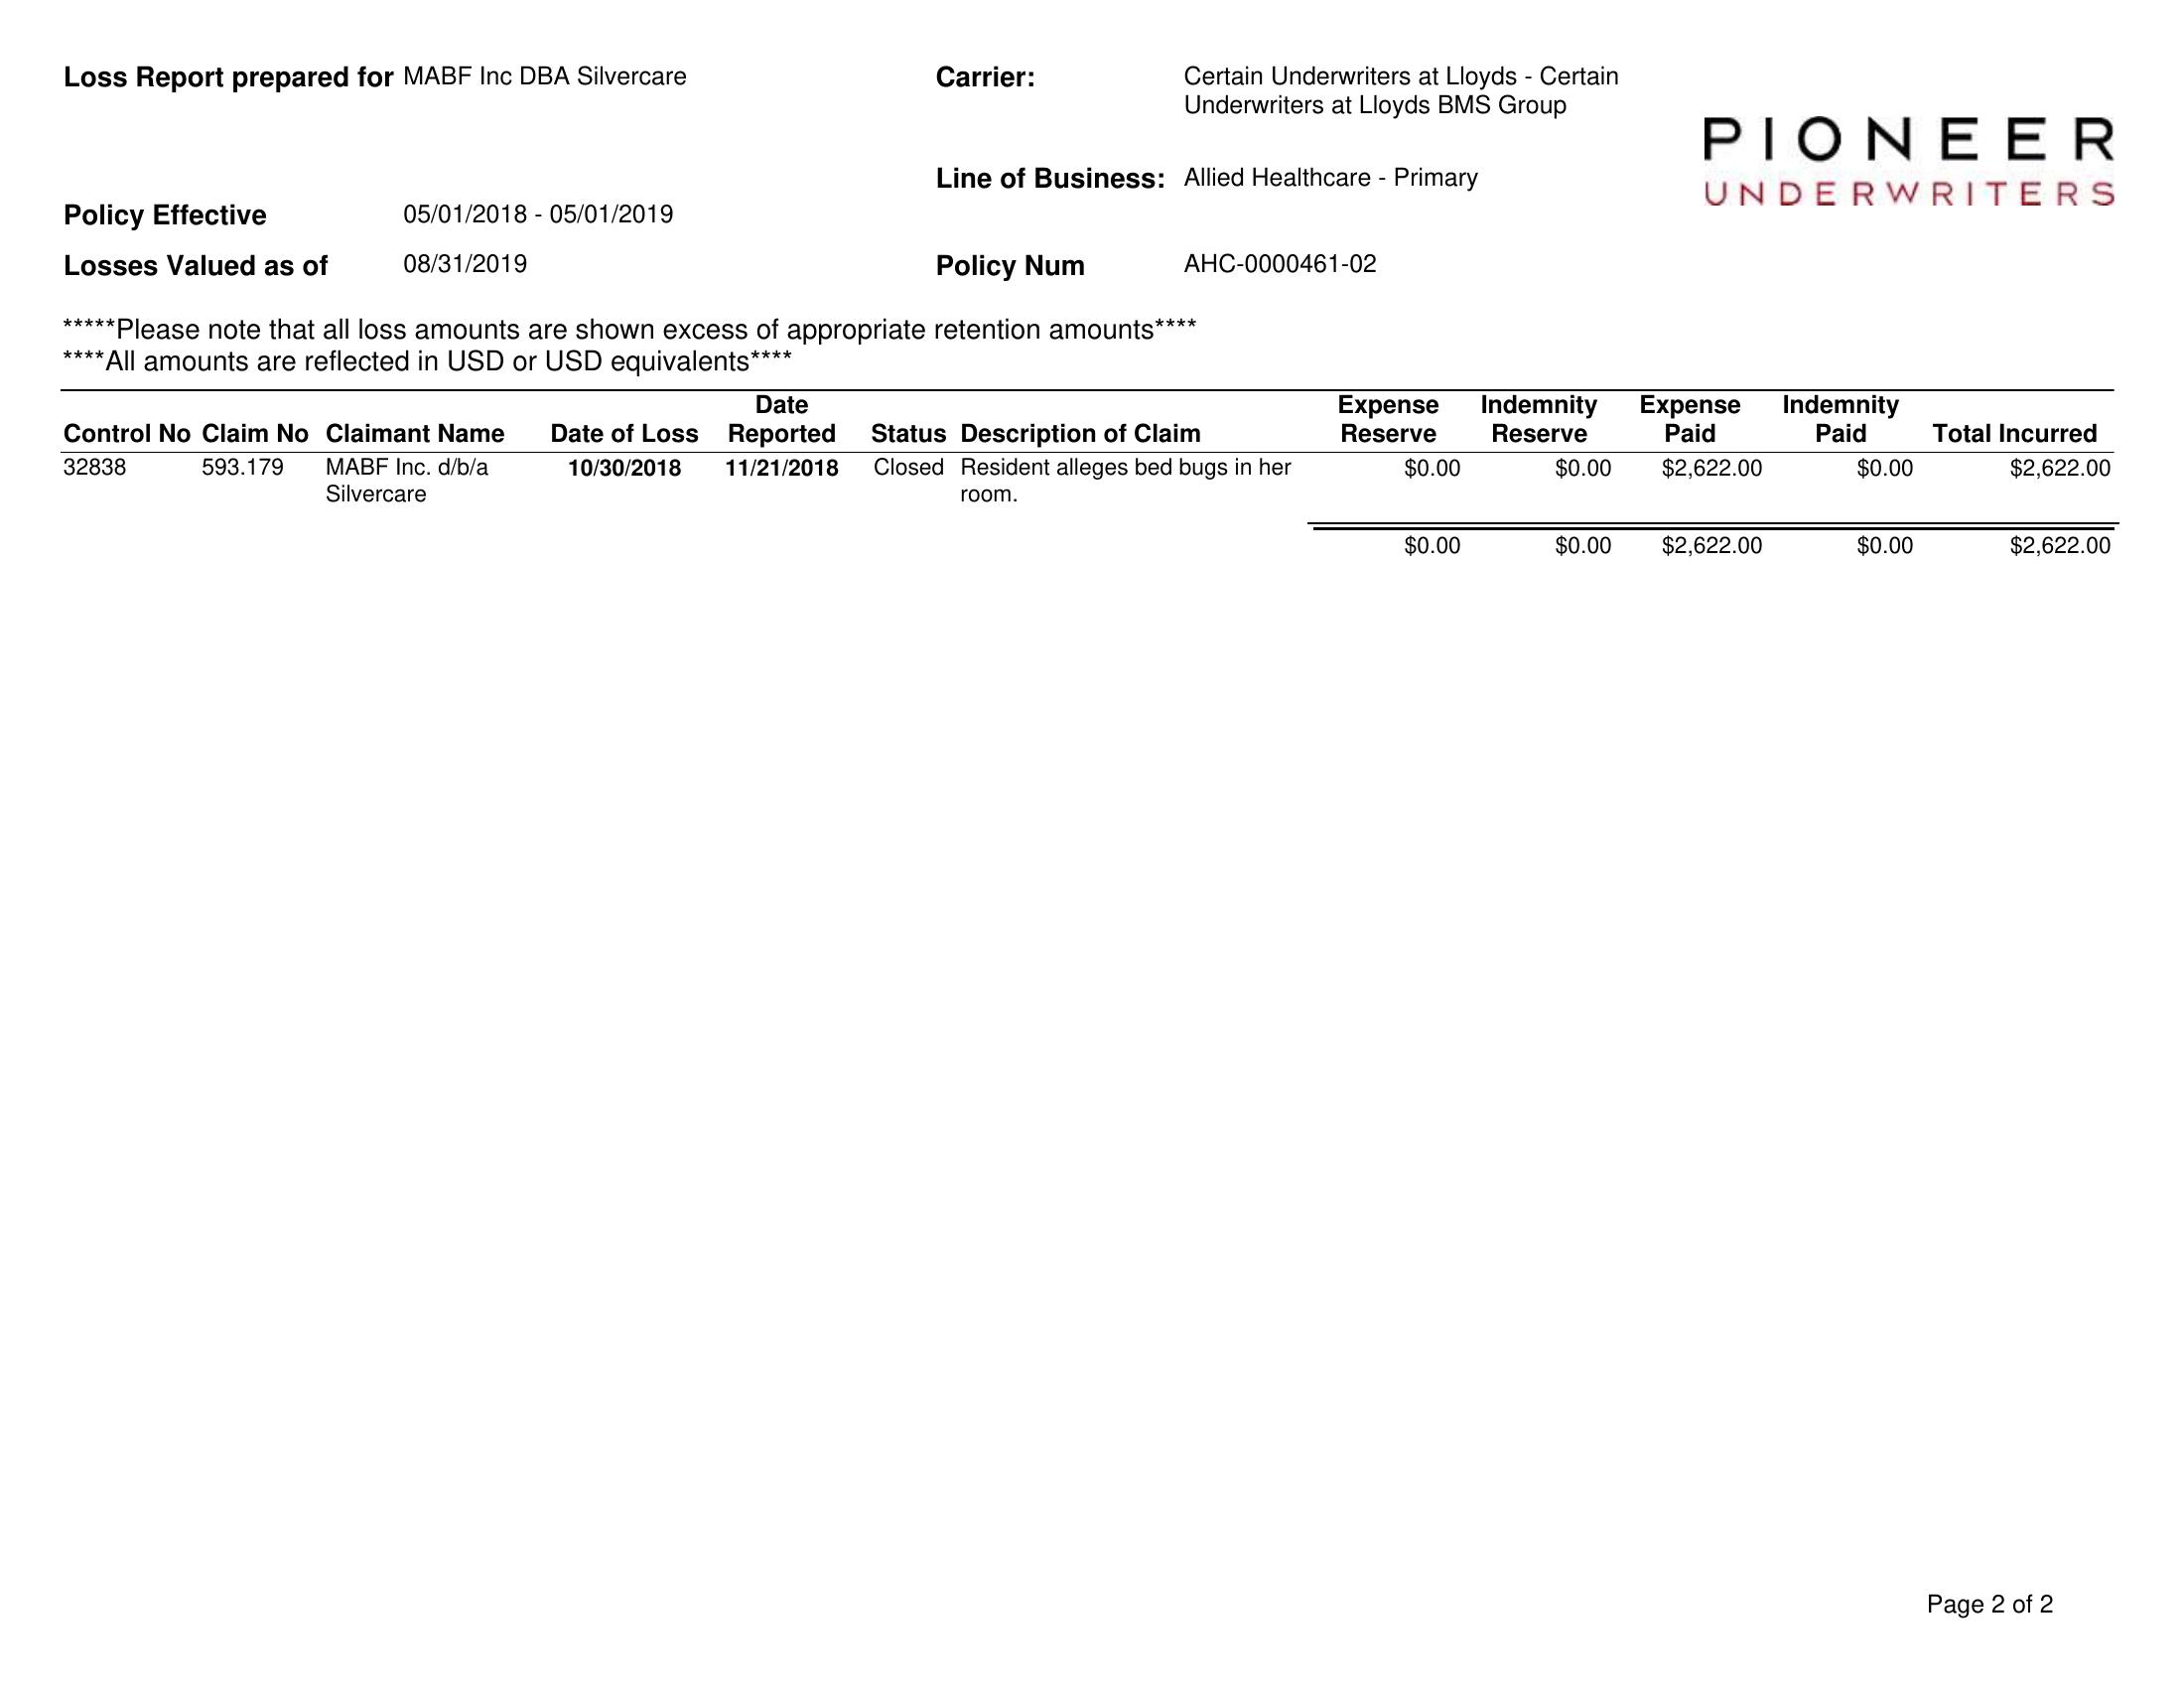 Loss Report prepared for MABF Inc DBA Silvercare
Carrier: Certain Underwriters at Lloyds - Certain
Underwriters at Lloyds BMS Group
PIONEER
UNDERWRITERS
Line of Business: Allied Healthcare - Primary
Policy Effective 05/01/2018 - 05/01/2019
Losses Valued as of 08/31/2019
Policy Num AHC-0000461-02
*****Please note that all loss amounts are shown excess of appropriate retention amounts****
****All amounts are reflected in USD or USD equivalents****
Date Expense Indemnity Expense Indemnity
Control No Claim No Claimant Name Date of Loss Reported Status Description of Claim Reserve Reserve Paid Paid Total Incurred
32838 593.179 MABF Inc. d/b/a 10/30/2018 11/21/2018 Closed Resident alleges bed bugs in her $0.00 $0.00 $2,622.00 $0.00 $2,622.00
Silvercare room.
$0.00 $0.00 $2,622.00 $0.00 $2,622.00
Page 2 of 2